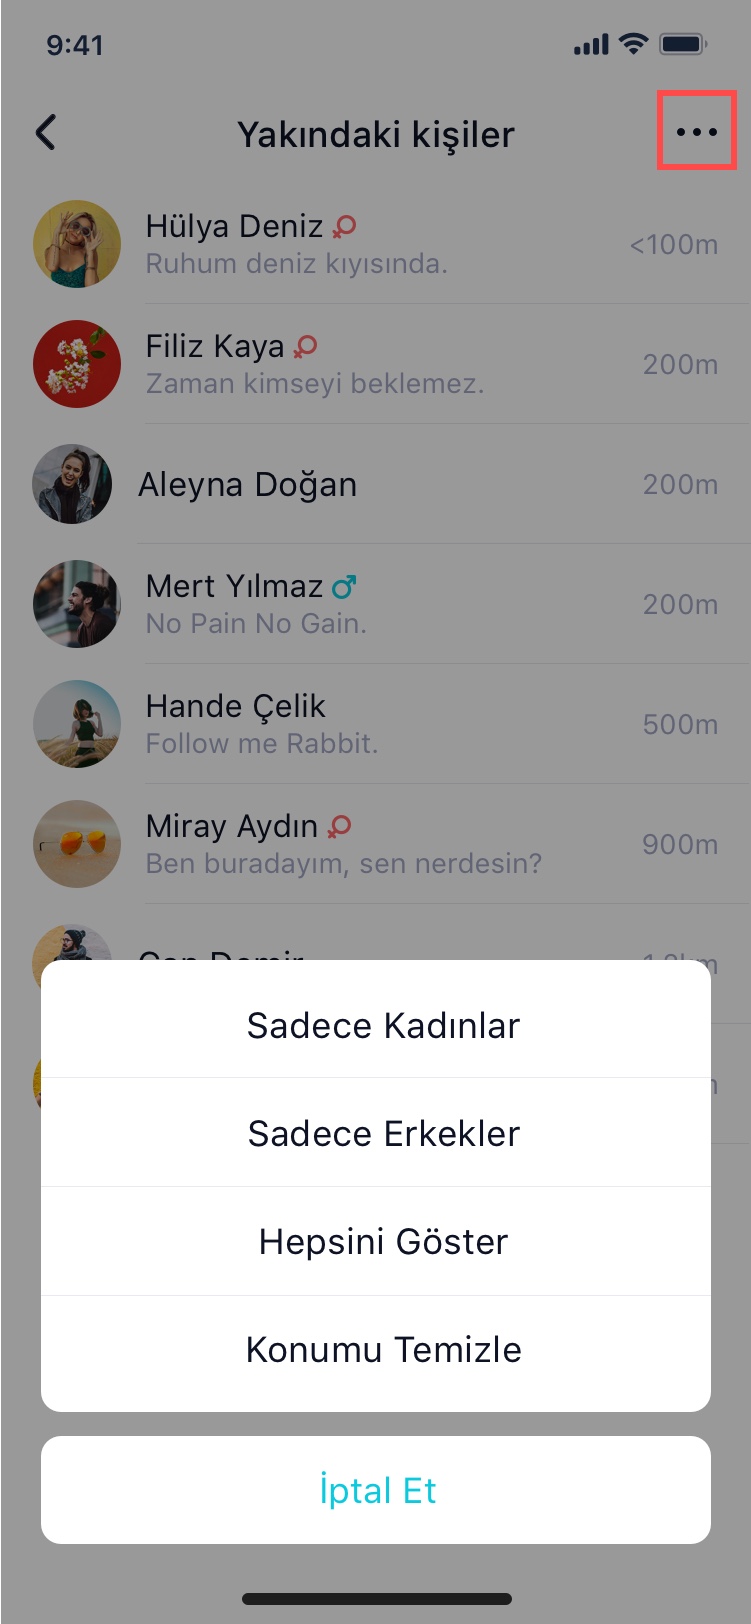 9:41
Yakındaki kişiler
Hülya Deniz
Ruhum deniz kıyısında.
<100m
Filiz Kaya
Zaman kimseyi beklemez.
200m
Aleyna Doğan
200m
Mert Yılmaz
No Pain No Gain.
200m
Hande Çelik
Follow me Rabbit.
500m
Miray Aydın
Ben buradayım, sen nerdesin?
900m
Can Demir
Sadece Kadınlar
Sadece Erkekler
Hepsini Göster
Konumu Temizle
İptal Et